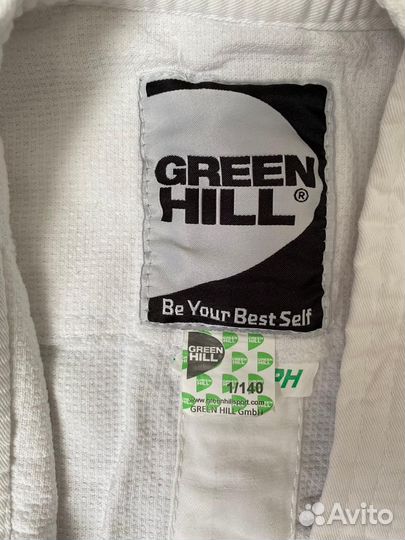 GREEN
HILL®
Be Your Best Self
GREEN
HILL
1/140
PH
www.greenhillsport.com
GREEN HILL GmbH
Avito